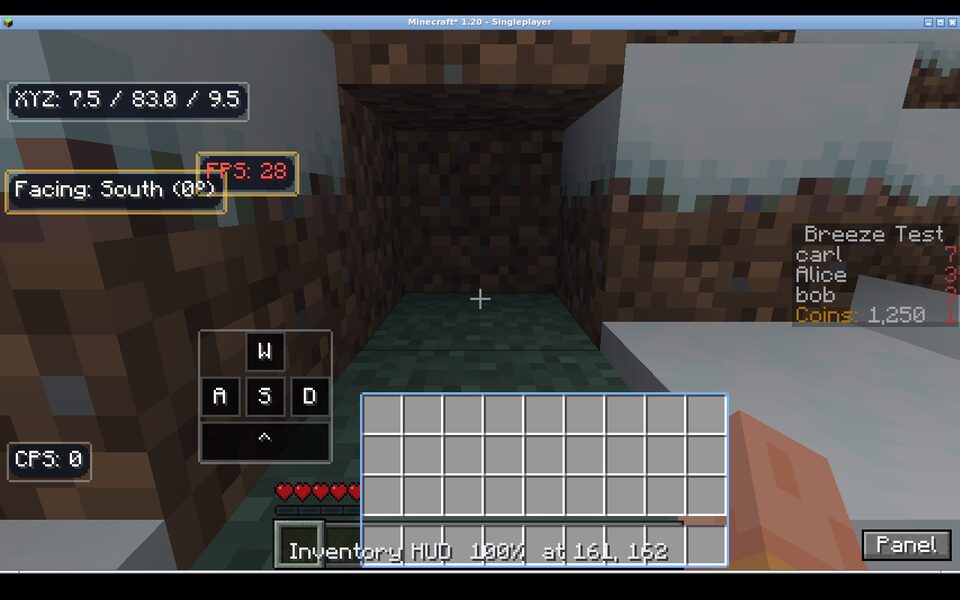 Minecraft* 1.20 - Singleplayer
XYZ: 7.5 / 83.0 / 9.5
FPS: 28
Facing: South (0º)
Breeze Test
carl 7
Alice 3
bob
Coins: 1,250 1
W
A S D
^
CPS: 0
Inventory HUD 100% at 161, 162
Panel